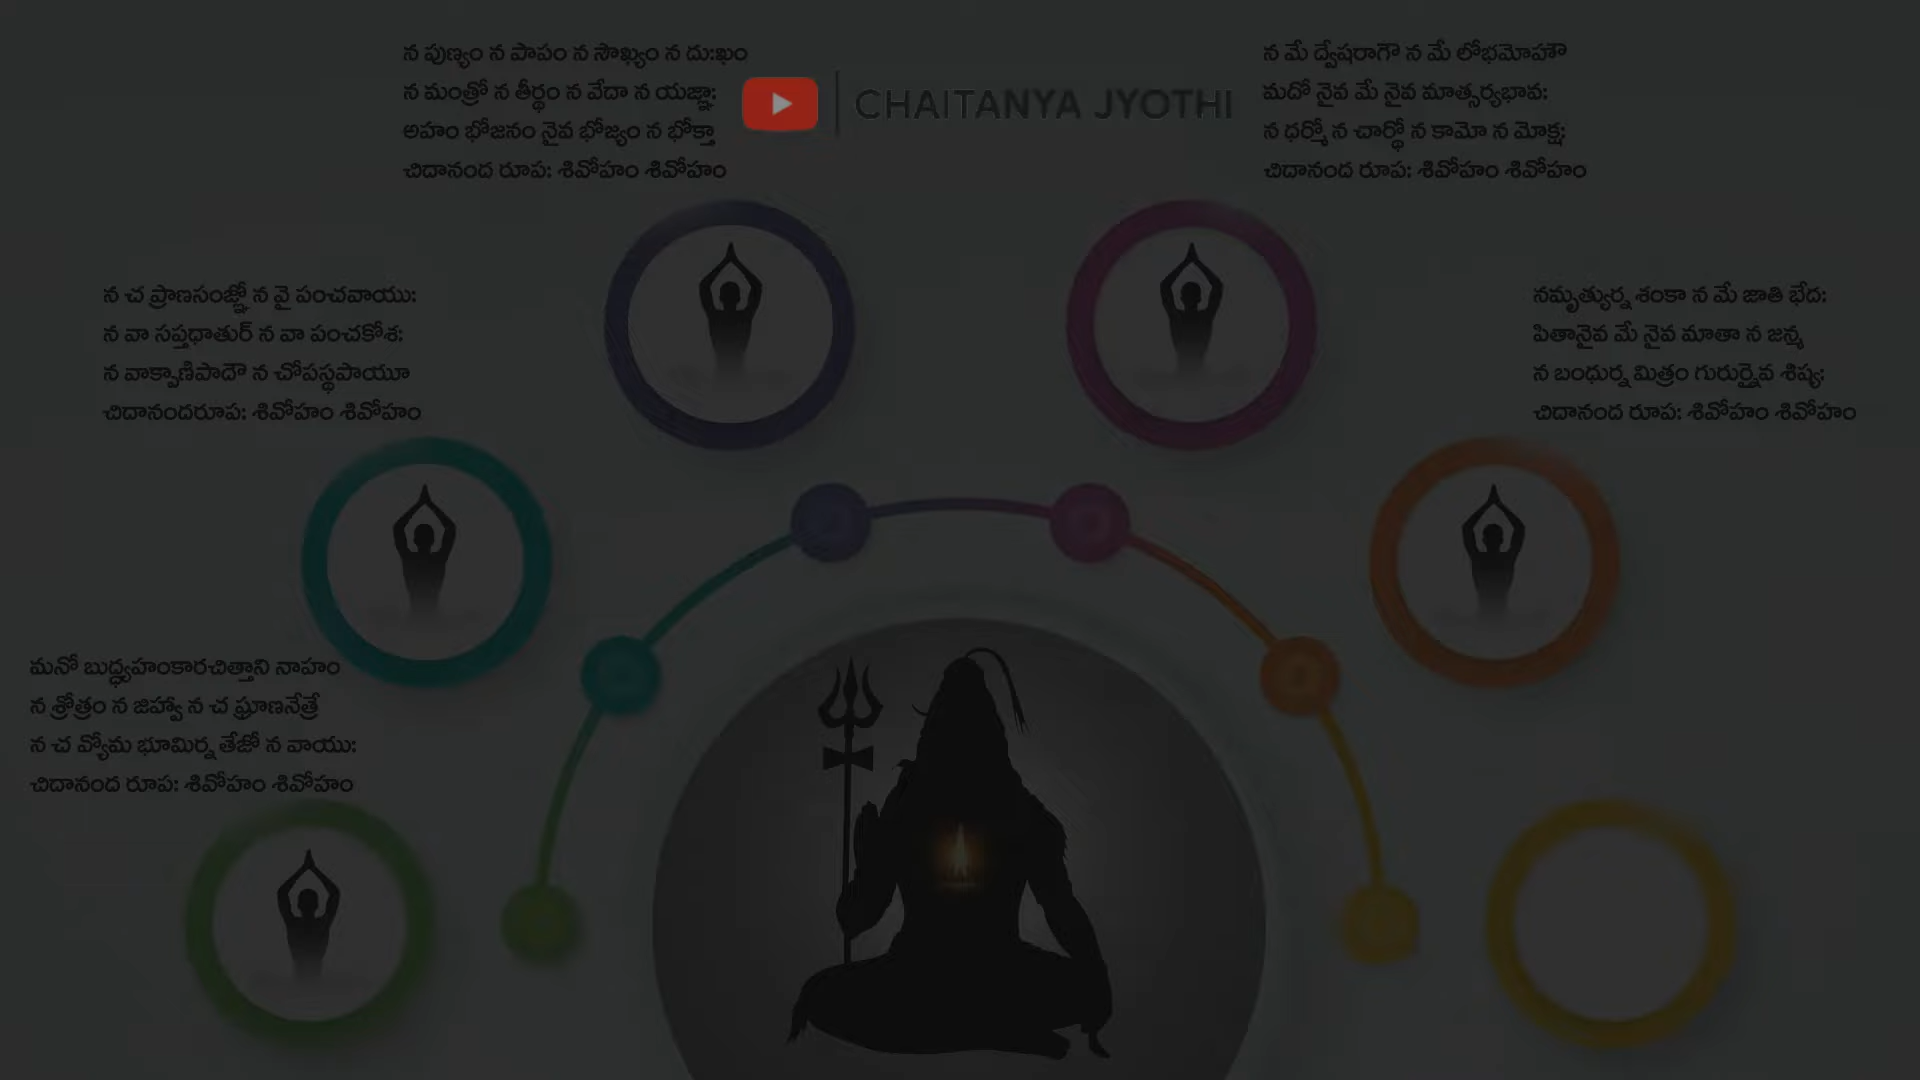 న పుణ్యం న పాపం న సౌఖ్యం న దు:ఖం
న మంత్రో న తీర్థం న వేదా న యజ్ఞా:
అహం భోజనం నైవ భోజ్యం న భోక్తా
చిదానంద రూప: శివోహం శివోహం
CHAITANYA JYOTHI
న మే ద్వేషరాగౌ న మే లోభమోహౌ
మదో నైవ మే నైవ మాత్సర్యభావ:
న ధర్మో న చార్థో న కామో న మోక్ష:
చిదానంద రూప: శివోహం శివోహం
న చ ప్రాణసంజ్ఞో న వై పంచవాయు:
న వా సప్తధాతుర్ న వా పంచకోశ:
న వాక్పాణిపాదౌ న చోపస్థపాయూ
చిదానందరూప: శివోహం శివోహం
నమృత్యుర్న శంకా న మే జాతి భేద:
పితానైవ మే నైవ మాతా న జన్మ
న బంధుర్న మిత్రం గురుర్నైవ శిష్య:
చిదానంద రూప: శివోహం శివోహం
మనో బుద్ధ్యహంకారచిత్తాని నాహం
న శ్రోత్రం న జిహ్వా న చ ఘ్రాణనేత్రే
న చ వ్యోమ భూమిర్న తేజో న వాయు:
చిదానంద రూప: శివోహం శివోహం